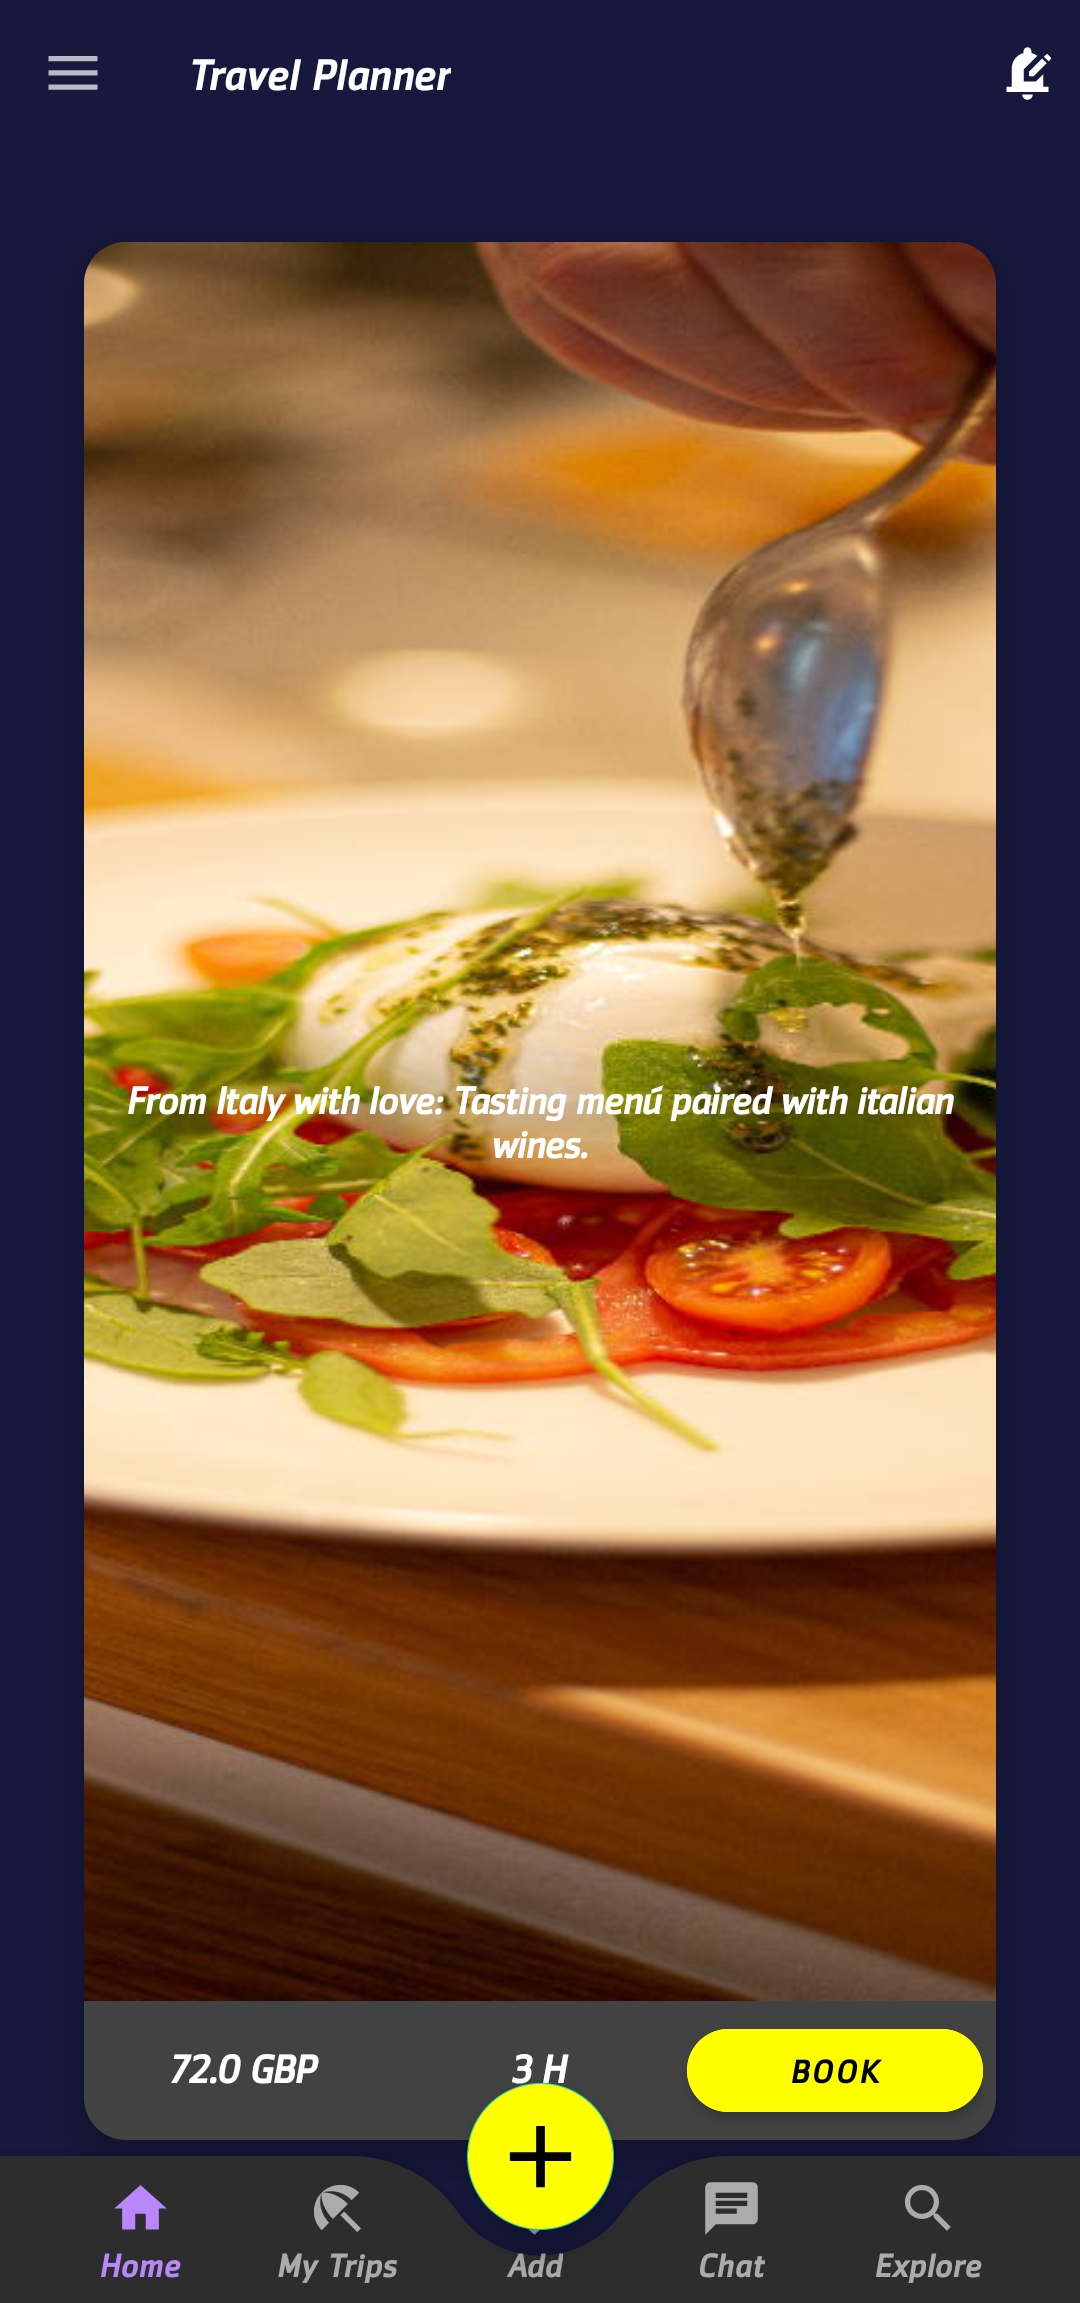 Travel Planner
From Italy with love: Tasting menú paired with italian
wines.
72.0 GBP 3 H BOOK
Home My Trips Add Chat Explore